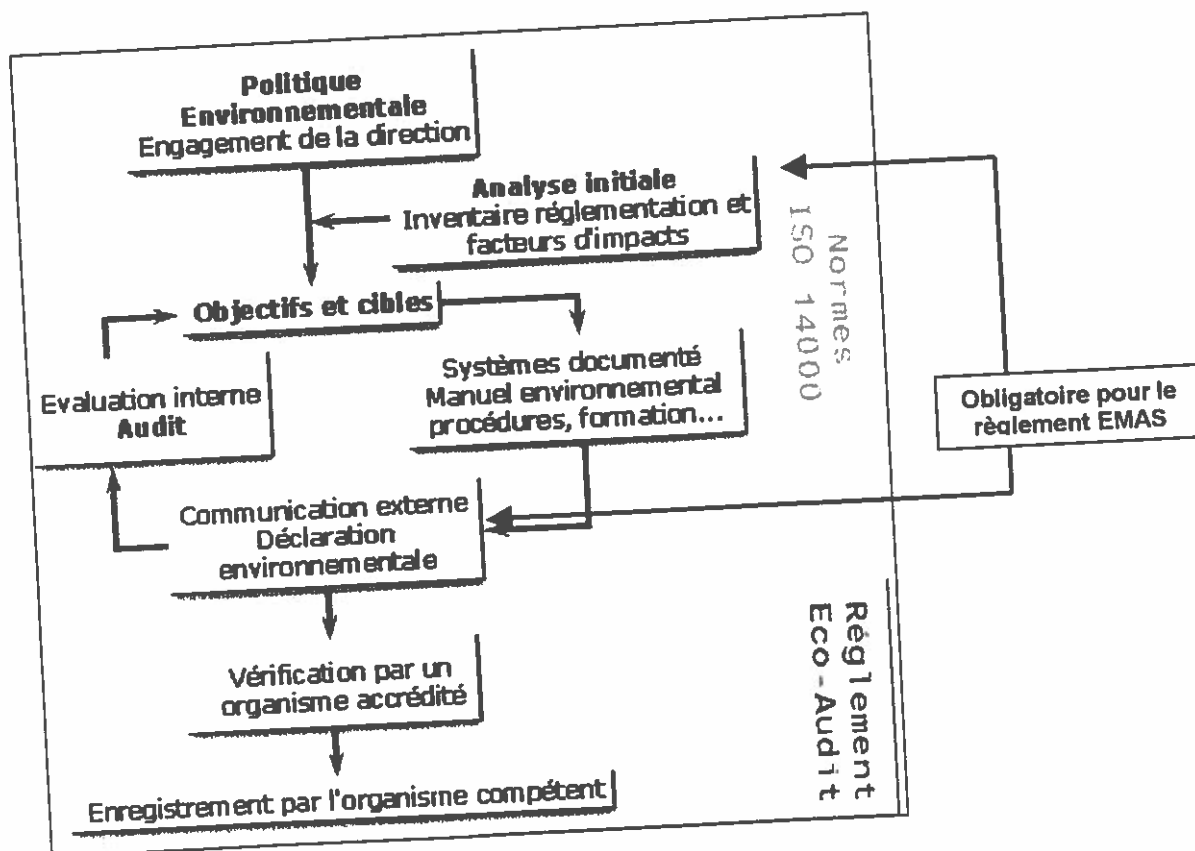 Politique
Environnementale
Engagement de la direction
Analyse initiale
Inventaire réglementation et
facteurs d'impacts
Normes
ISO 14000
Objectifs et cibles
Systèmes documenté
Manuel environnemental
procédures, formation...
Evaluation interne
Audit
Obligatoire pour le
règlement EMAS
Communication externe
Déclaration
environnementale
Vérification par un
organisme accrédité
Réglement
Eco-Audit
Enregistrement par l'organisme compétent